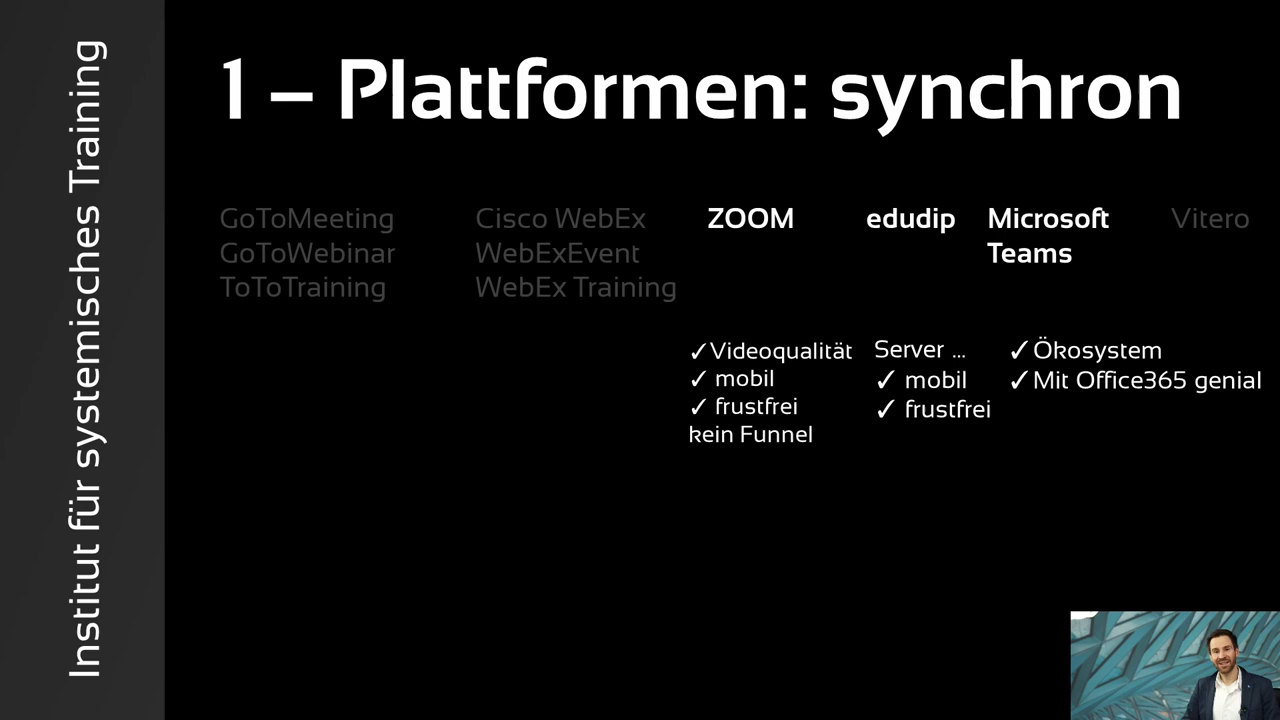 Institut für systemisches Training
1 – Plattformen: synchron
GoToMeeting
GoToWebinar
ToToTraining
Cisco WebEx
WebExEvent
WebEx Training
ZOOM
edudip
Microsoft
Teams
Vitero
✓Videoqualität
✓ mobil
✓ frustfrei
kein Funnel
Server ...
✓ mobil
✓ frustfrei
✓Ökosystem
✓Mit Office365 genial